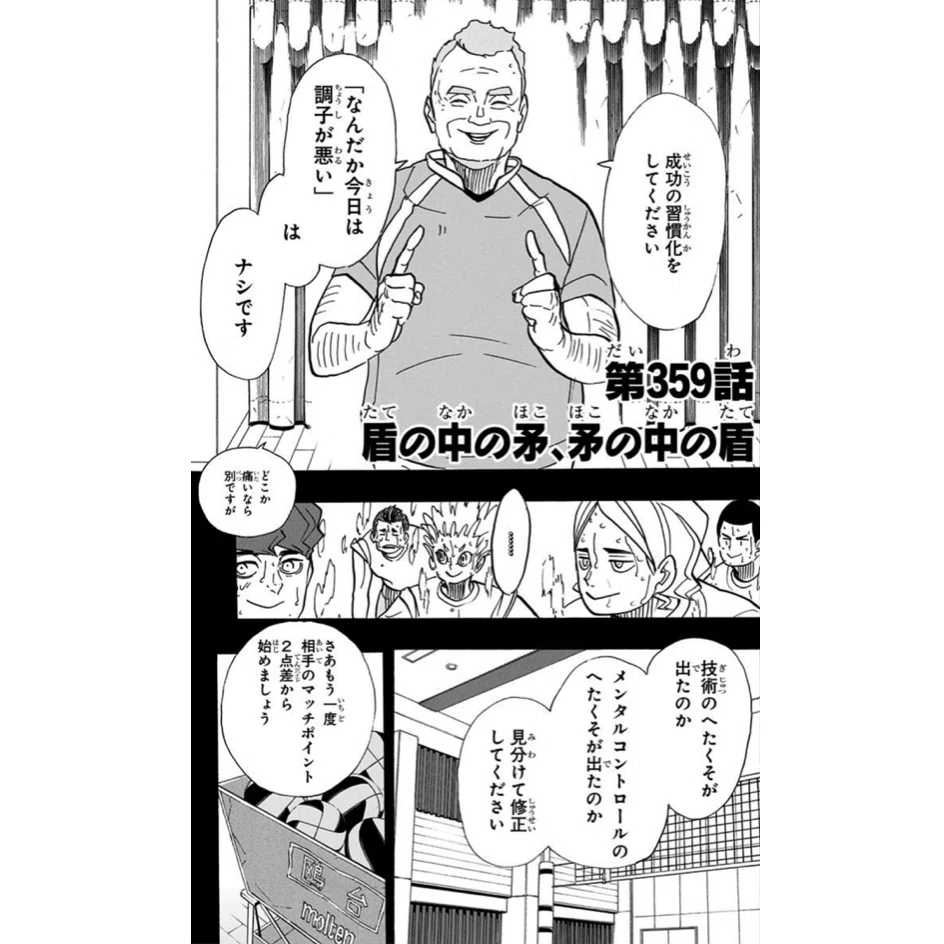 成功の習慣化を
してください
「なんだか今日は
調子が悪い」
は
ナシです
第359話
盾の中の矛、矛の中の盾
…………
どこか
痛いなら
別ですが
技術のへたくそが
出たのか
メンタルコントロールの
へたくそが出たのか
見分けて修正
してください
さあもう一度
相手のマッチポイント
2点差から
始めましょう
鴎台
molten